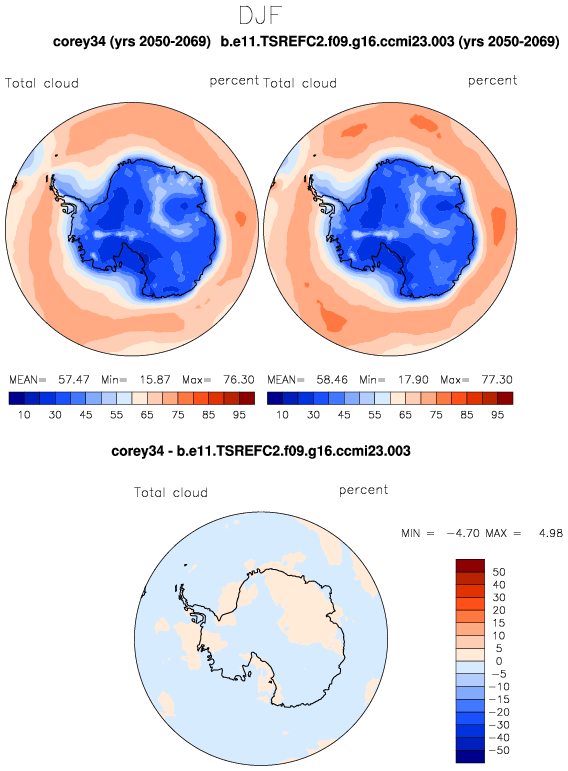 DJF
corey34 (yrs 2050-2069) b.e11.TSREFC2.f09.g16.ccmi23.003 (yrs 2050-2069)
Total cloud percent Total cloud percent
MEAN= 57.47 Min= 15.87 Max= 76.30 MEAN= 58.46 Min= 17.90 Max= 77.30
10 30 45 55 65 75 85 95 10 30 45 55 65 75 85 95
corey34 - b.e11.TSREFC2.f09.g16.ccmi23.003
Total cloud percent
MIN = -4.70 MAX = 4.98
50
40
30
20
15
10
5
0
-5
-10
-15
-20
-30
-40
-50